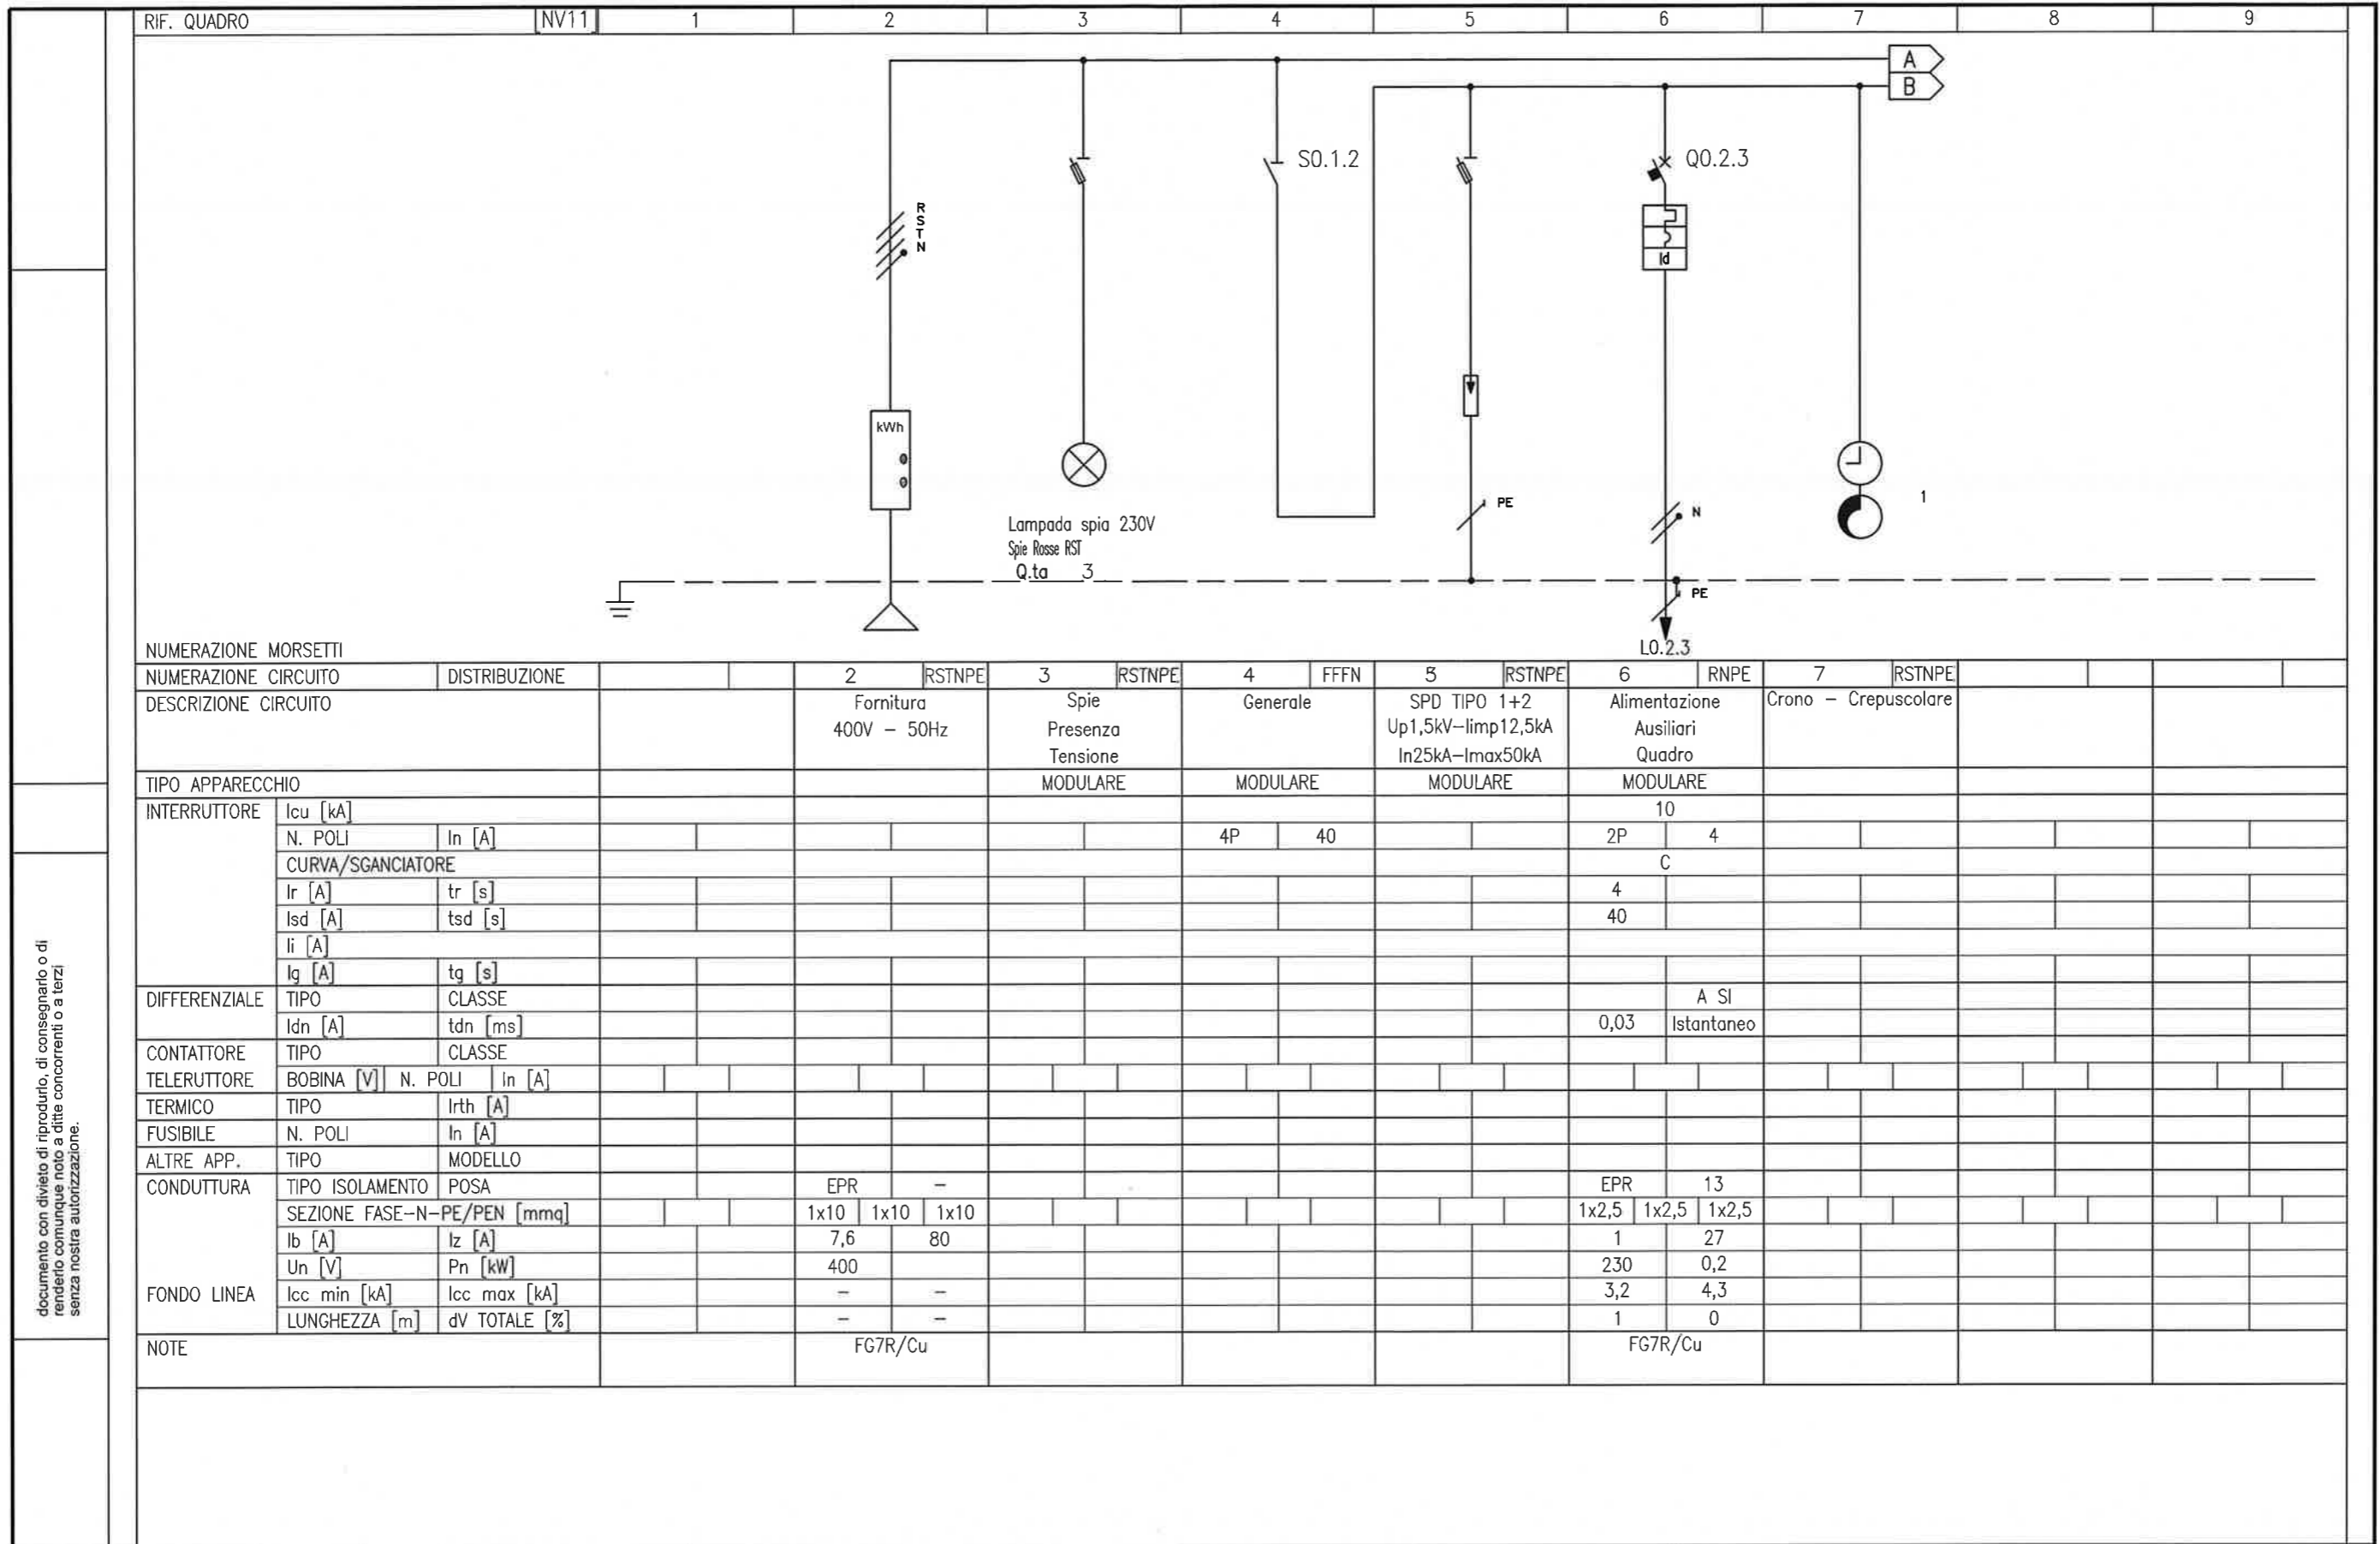 RIF. QUADRO NV11 1 2 3 4 5 6 7 8 9
A
B
S0.1.2
Q0.2.3
R
S
T
N
Id
kWh
PE
N
1
Lampada spia 230V
Spie Rosse RST
Q.ta 3
PE
L0.2.3
NUMERAZIONE MORSETTI
NUMERAZIONE CIRCUITO DISTRIBUZIONE 2 RSTNPE 3 RSTNPE 4 FFFN 5 RSTNPE 6 RNPE 7 RSTNPE
DESCRIZIONE CIRCUITO Fornitura Spie Generale SPD TIPO 1+2 Alimentazione Crono – Crepuscolare
400V – 50Hz Presenza Up1,5kV–Iimp12,5kA Ausiliari
Tensione In25kA–Imax50kA Quadro
TIPO APPARECCHIO MODULARE MODULARE MODULARE MODULARE
INTERRUTTORE Icu [kA] 10
N. POLI In [A] 4P 40 2P 4
CURVA/SGANCIATORE C
Ir [A] tr [s] 4
Isd [A] tsd [s] 40
Ii [A]
Ig [A] tg [s]
DIFFERENZIALE TIPO CLASSE A SI
Idn [A] tdn [ms] 0,03 Istantaneo
CONTATTORE TIPO CLASSE
TELERUTTORE BOBINA [V] N. POLI In [A]
TERMICO TIPO Irth [A]
FUSIBILE N. POLI In [A]
ALTRE APP. TIPO MODELLO
CONDUTTURA TIPO ISOLAMENTO POSA EPR – EPR 13
SEZIONE FASE–N–PE/PEN [mmq] 1x10 1x10 1x10 1x2,5 1x2,5 1x2,5
Ib [A] Iz [A] 7,6 80 1 27
Un [V] Pn [kW] 400 230 0,2
FONDO LINEA Icc min [kA] Icc max [kA] – – 3,2 4,3
LUNGHEZZA [m] dV TOTALE [%] – – 1 0
NOTE FG7R/Cu FG7R/Cu
documento con divieto di riprodurlo, di consegnarlo o di
renderlo comunque noto a ditte concorrenti o a terzi
senza nostra autorizzazione.